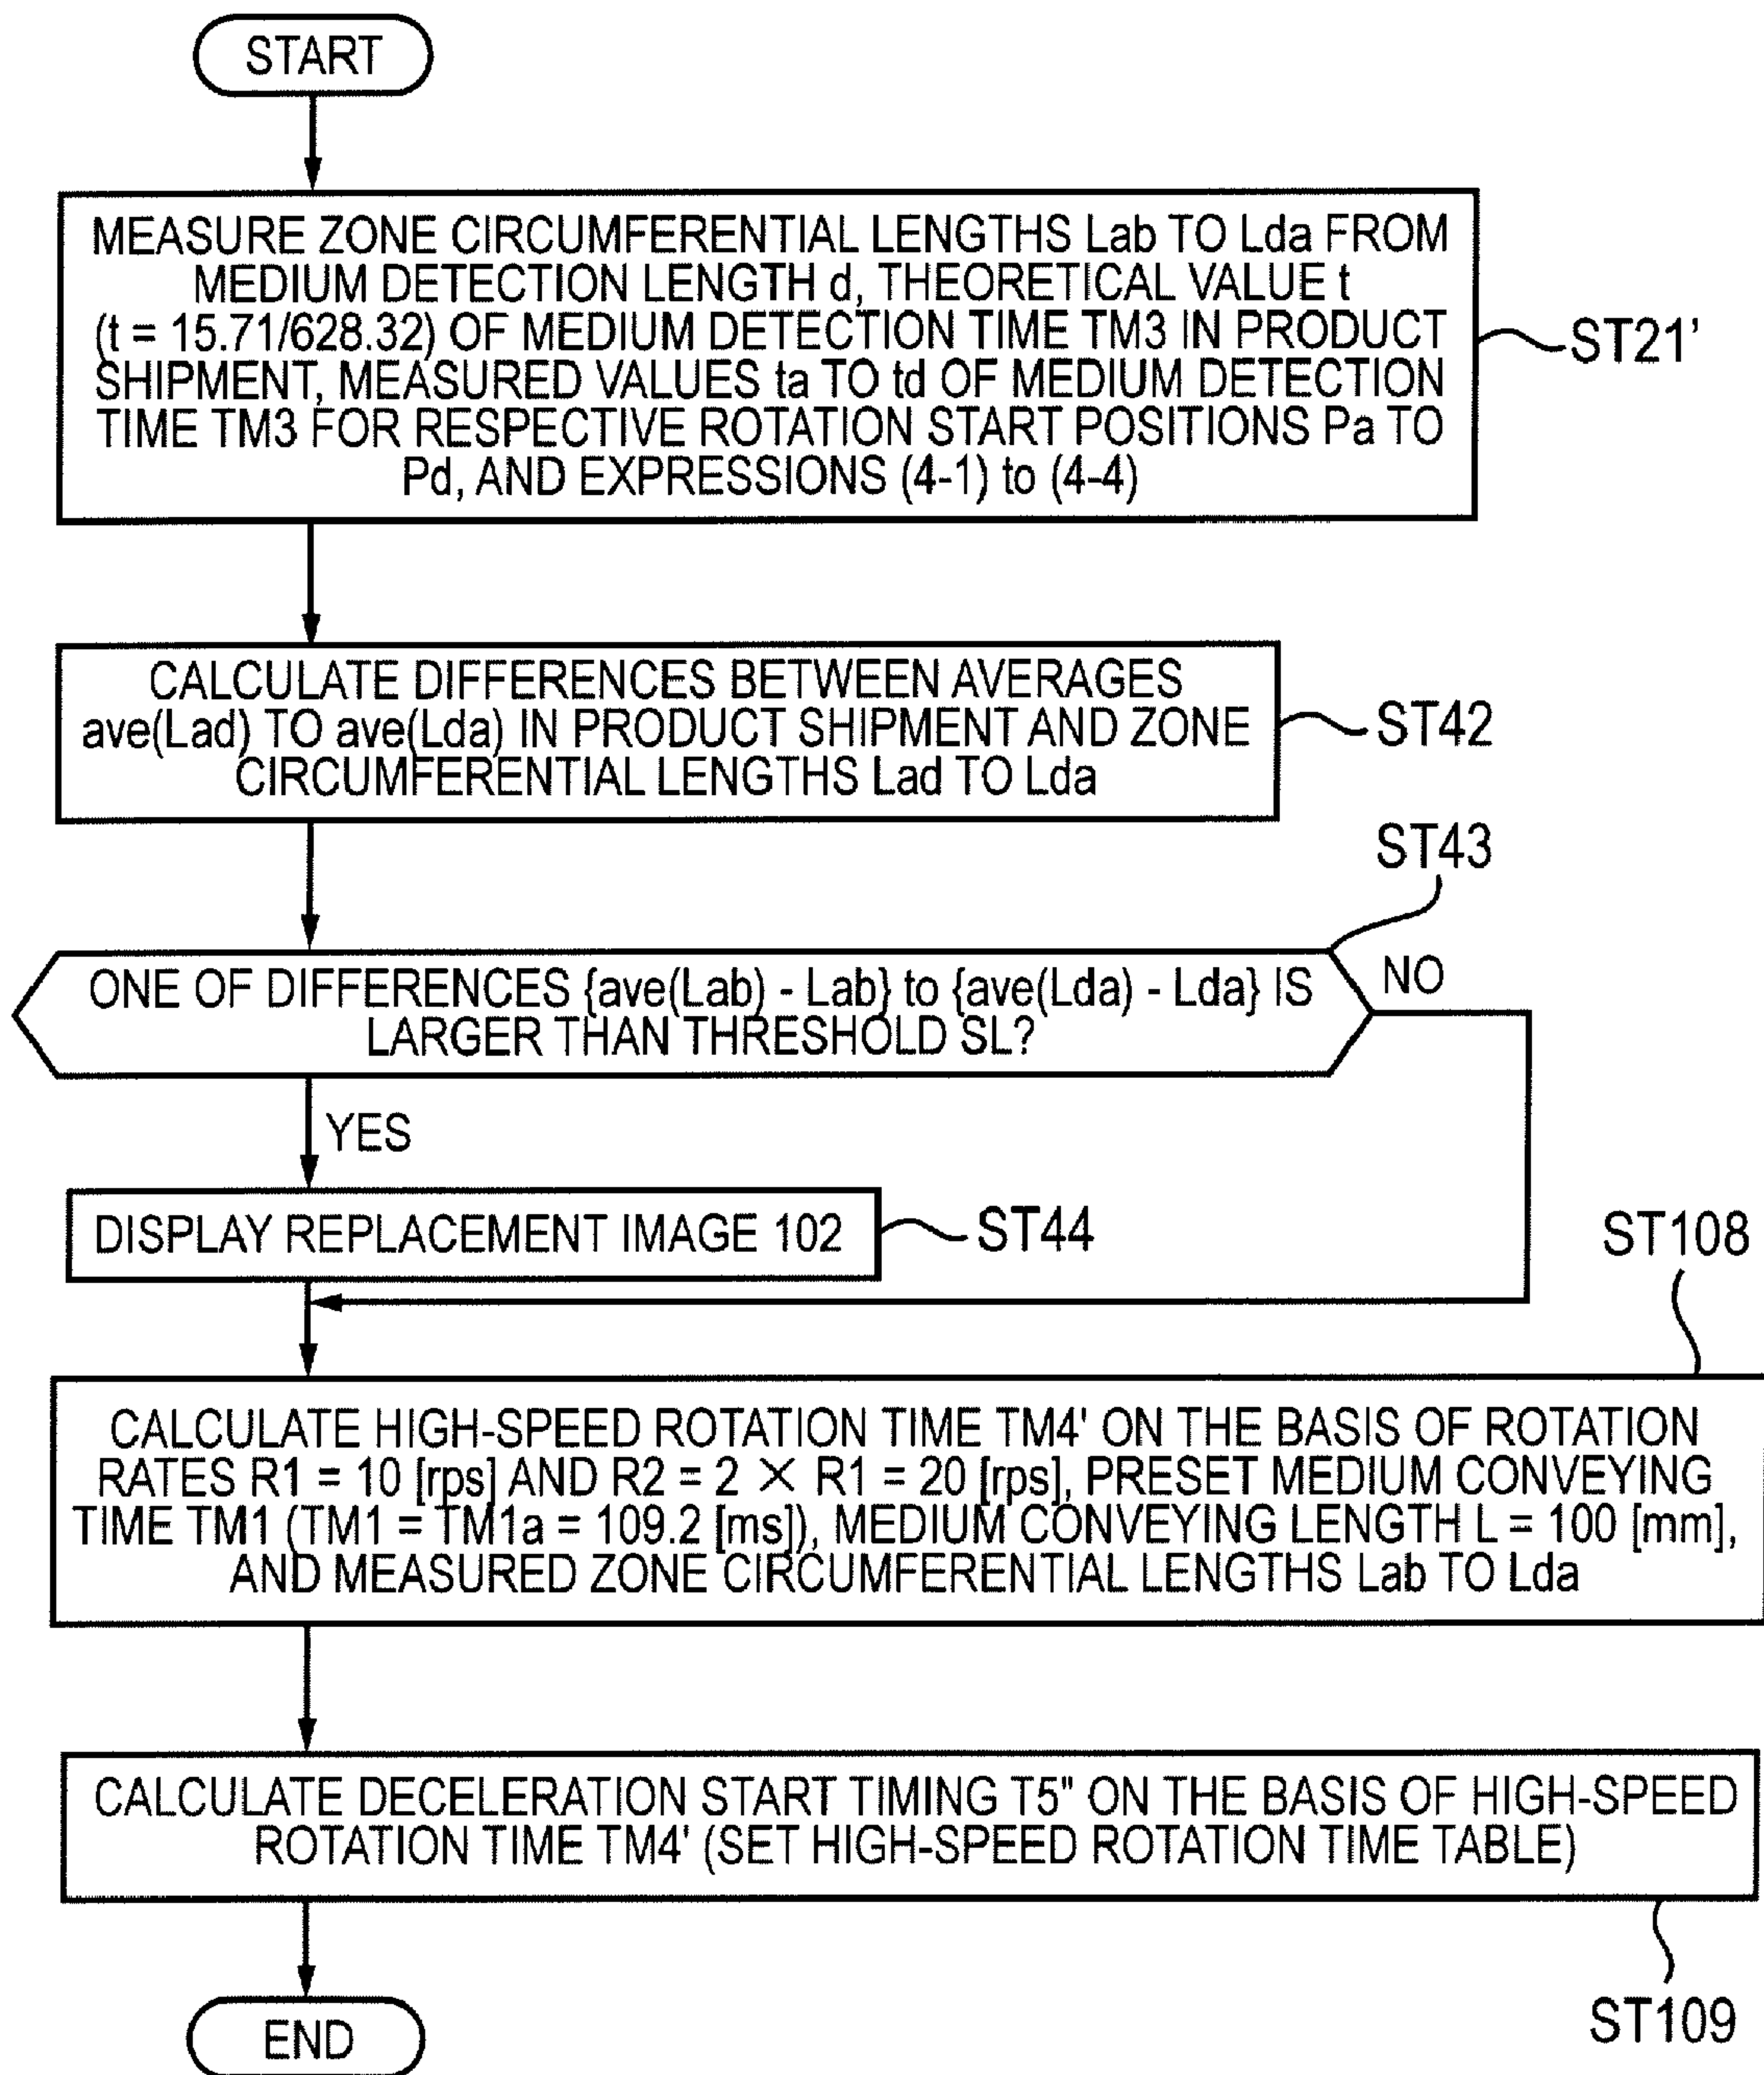 START
MEASURE ZONE CIRCUMFERENTIAL LENGTHS Lab TO Lda FROM
MEDIUM DETECTION LENGTH d, THEORETICAL VALUE t
(t = 15.71/628.32) OF MEDIUM DETECTION TIME TM3 IN PRODUCT
SHIPMENT, MEASURED VALUES ta TO td OF MEDIUM DETECTION
TIME TM3 FOR RESPECTIVE ROTATION START POSITIONS Pa TO
Pd, AND EXPRESSIONS (4-1) to (4-4)
ST21'
CALCULATE DIFFERENCES BETWEEN AVERAGES
ave(Lad) TO ave(Lda) IN PRODUCT SHIPMENT AND ZONE
CIRCUMFERENTIAL LENGTHS Lad TO Lda
ST42
ST43
ONE OF DIFFERENCES {ave(Lab) - Lab} to {ave(Lda) - Lda} IS
LARGER THAN THRESHOLD SL?
NO
YES
DISPLAY REPLACEMENT IMAGE 102
ST44
ST108
CALCULATE HIGH-SPEED ROTATION TIME TM4' ON THE BASIS OF ROTATION
RATES R1 = 10 [rps] AND R2 = 2 × R1 = 20 [rps], PRESET MEDIUM CONVEYING
TIME TM1 (TM1 = TM1a = 109.2 [ms]), MEDIUM CONVEYING LENGTH L = 100 [mm],
AND MEASURED ZONE CIRCUMFERENTIAL LENGTHS Lab TO Lda
CALCULATE DECELERATION START TIMING T5" ON THE BASIS OF HIGH-SPEED
ROTATION TIME TM4' (SET HIGH-SPEED ROTATION TIME TABLE)
ST109
END